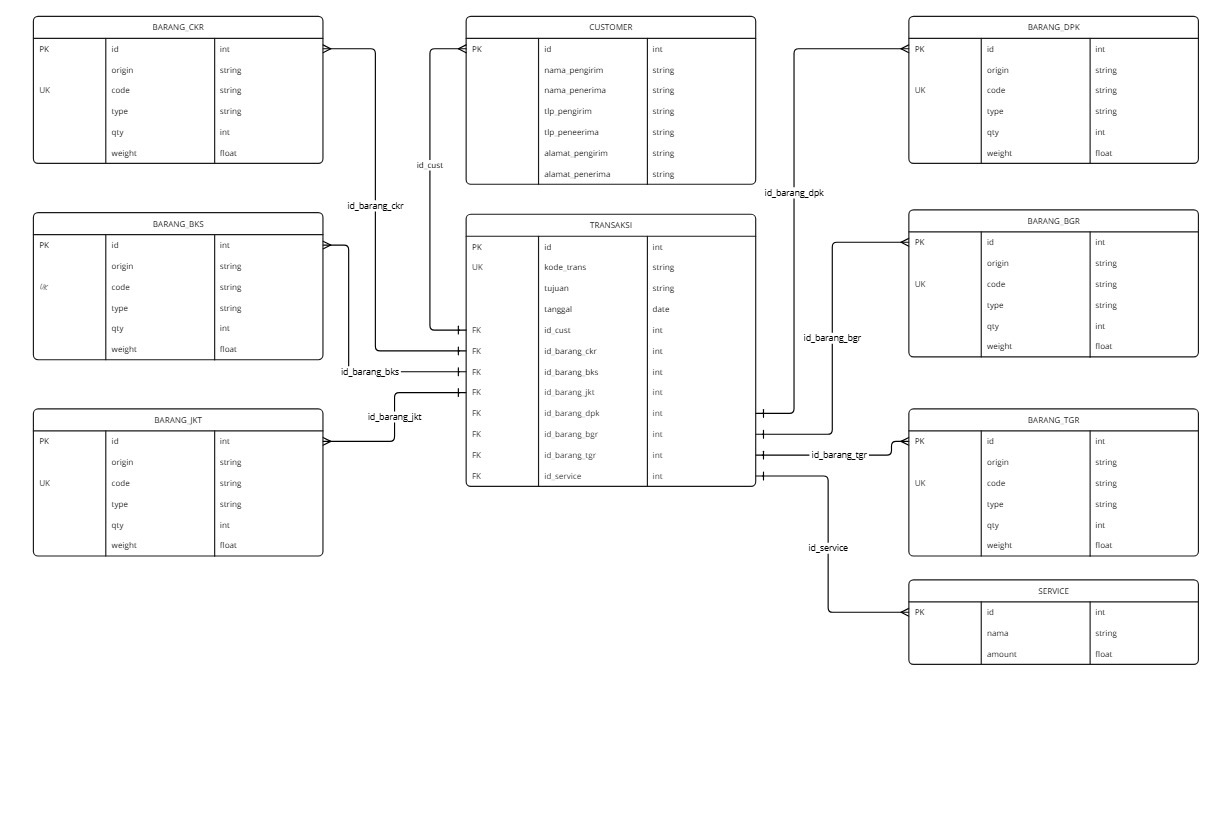 BARANG_CKR
PK id int
origin string
UK code string
type string
qty int
weight float
CUSTOMER
PK id int
nama_pengirim string
nama_penerima string
tlp_pengirim string
tlp_peneerima string
alamat_pengirim string
alamat_penerima string
BARANG_DPK
PK id int
origin string
UK code string
type string
qty int
weight float
id_cust
id_barang_ckr
id_barang_dpk
BARANG_BKS
PK id int
origin string
code string
type string
qty int
weight float
TRANSAKSI
PK id int
UK kode_trans string
tujuan string
tanggal date
FK id_cust int
FK id_barang_ckr int
FK id_barang_bks int
FK id_barang_jkt int
FK id_barang_dpk int
FK id_barang_bgr int
FK id_barang_tgr int
FK id_service int
BARANG_BGR
PK id int
origin string
UK code string
type string
qty int
weight float
id_barang_bgr
id_barang_bks
id_barang_jkt
id_barang_tgr
BARANG_JKT
PK id int
origin string
UK code string
type string
qty int
weight float
BARANG_TGR
PK id int
origin string
UK code string
type string
qty int
weight float
id_service
SERVICE
PK id int
nama string
amount float